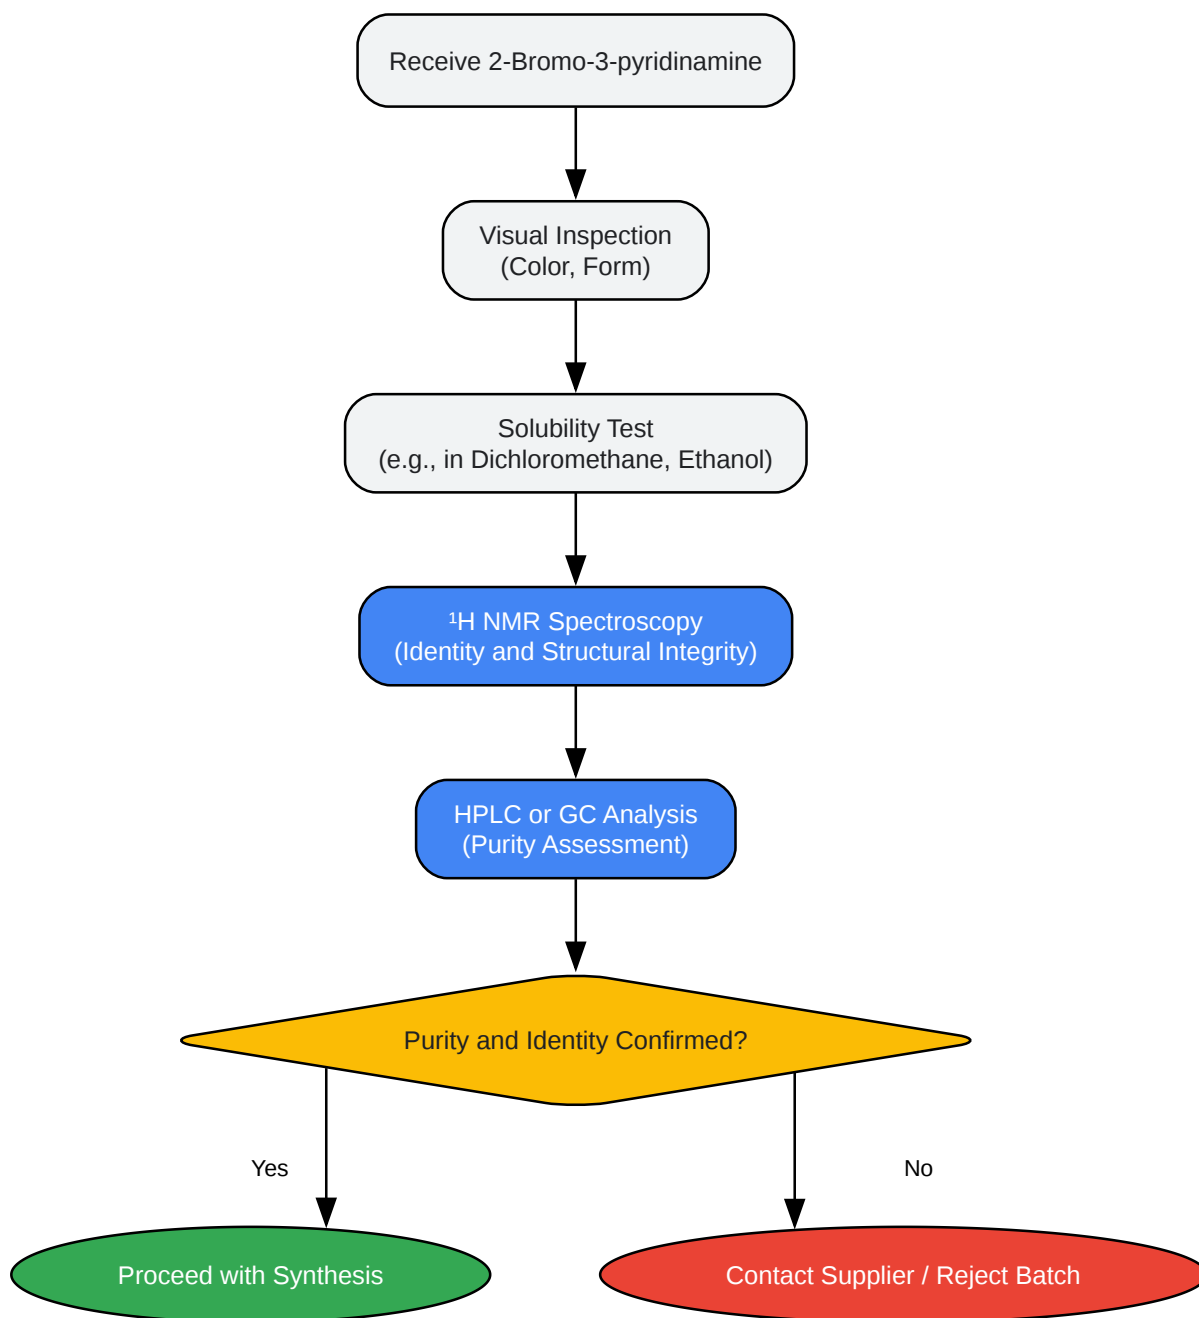 Receive 2-Bromo-3-pyridinamine
Visual Inspection
(Color, Form)
Solubility Test
(e.g., in Dichloromethane, Ethanol)
¹H NMR Spectroscopy
(Identity and Structural Integrity)
HPLC or GC Analysis
(Purity Assessment)
Purity and Identity Confirmed?
Yes
No
Proceed with Synthesis
Contact Supplier / Reject Batch